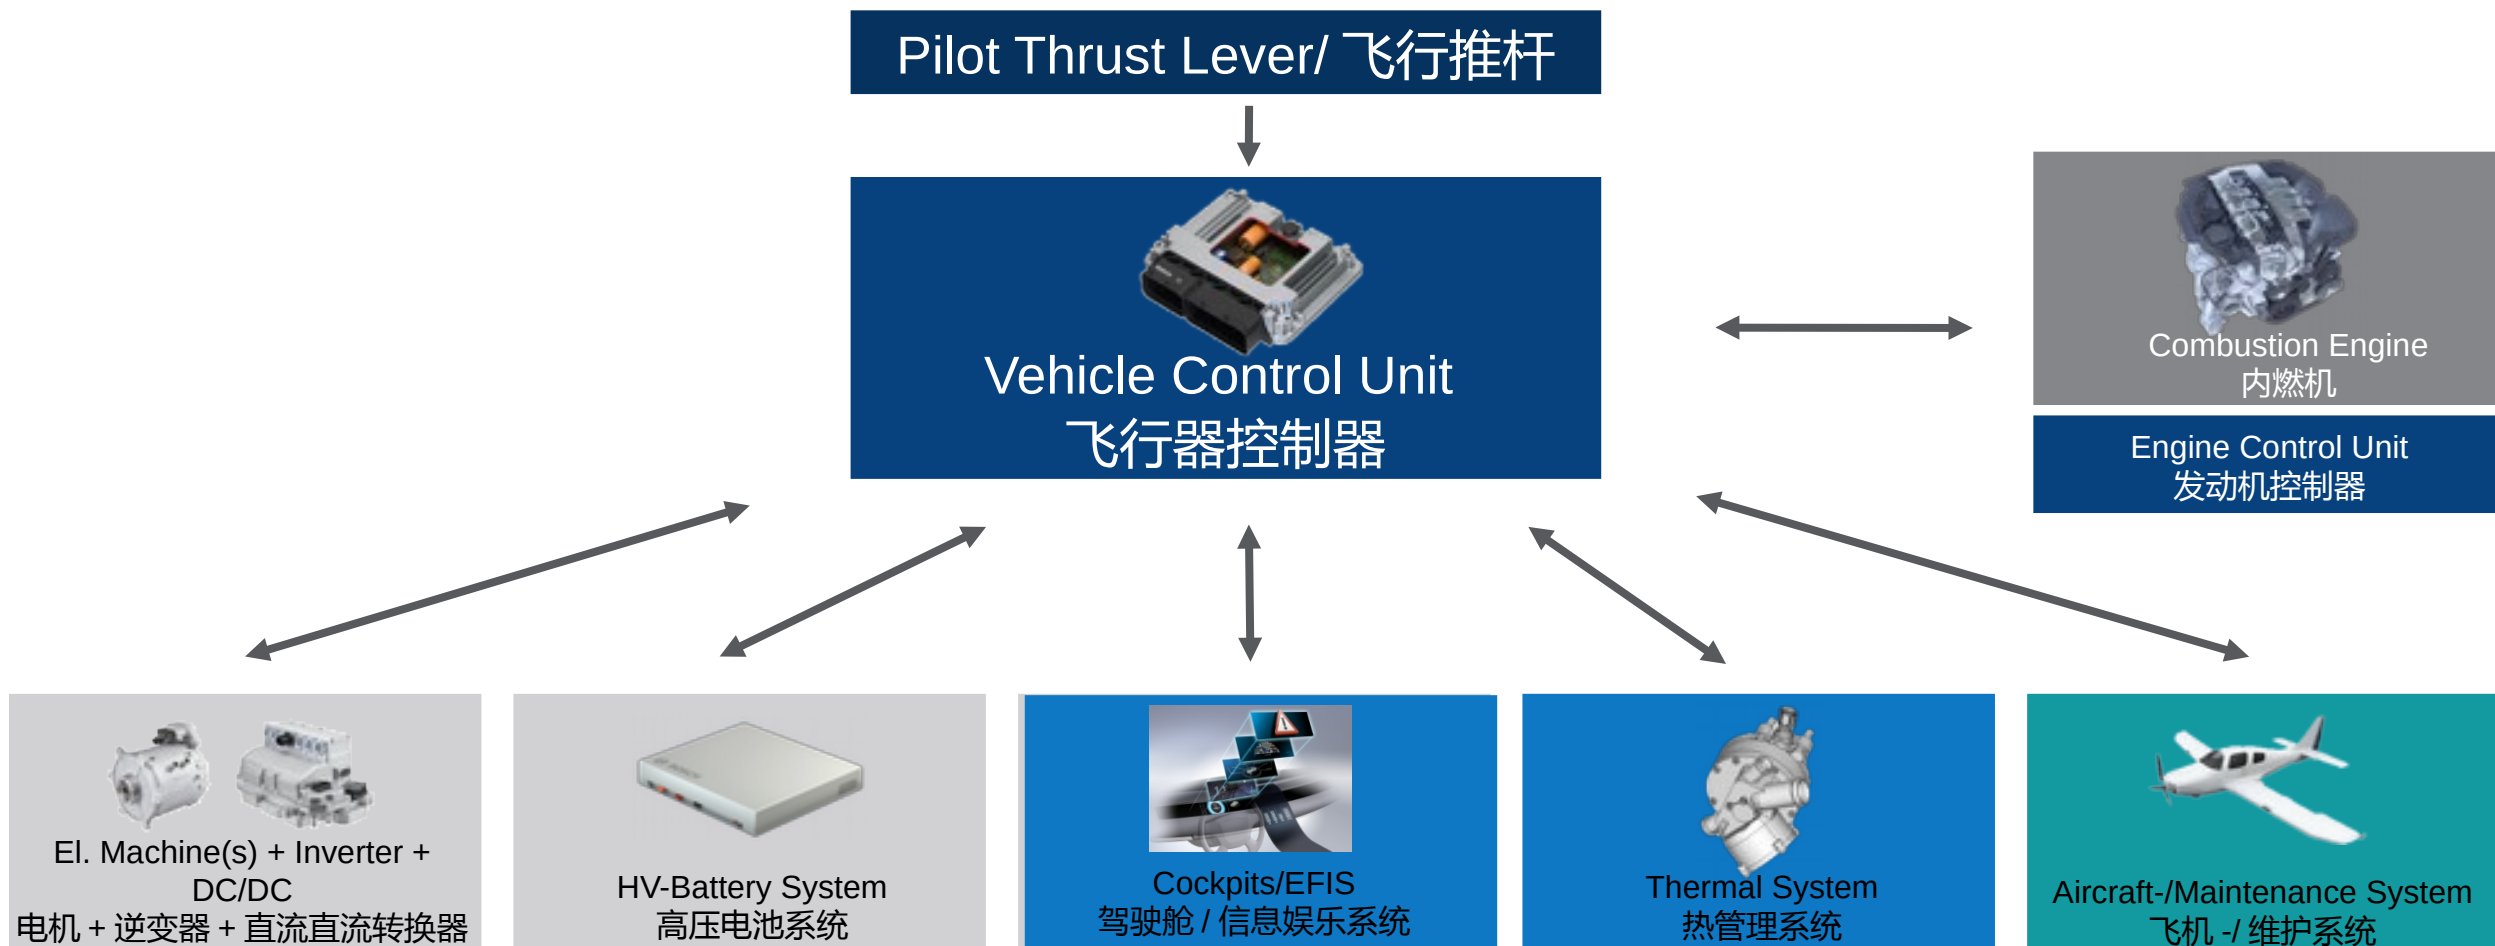 Pilot Thrust Lever/ 飞行推杆
Vehicle Control Unit
飞行器控制器
Combustion Engine
内燃机
Engine Control Unit
发动机控制器
El. Machine(s) + Inverter +
DC/DC
电机 + 逆变器 + 直流直流转换器
HV-Battery System
高压电池系统
Cockpits/EFIS
驾驶舱 / 信息娱乐系统
Thermal System
热管理系统
Aircraft-/Maintenance System
飞机 -/ 维护系统